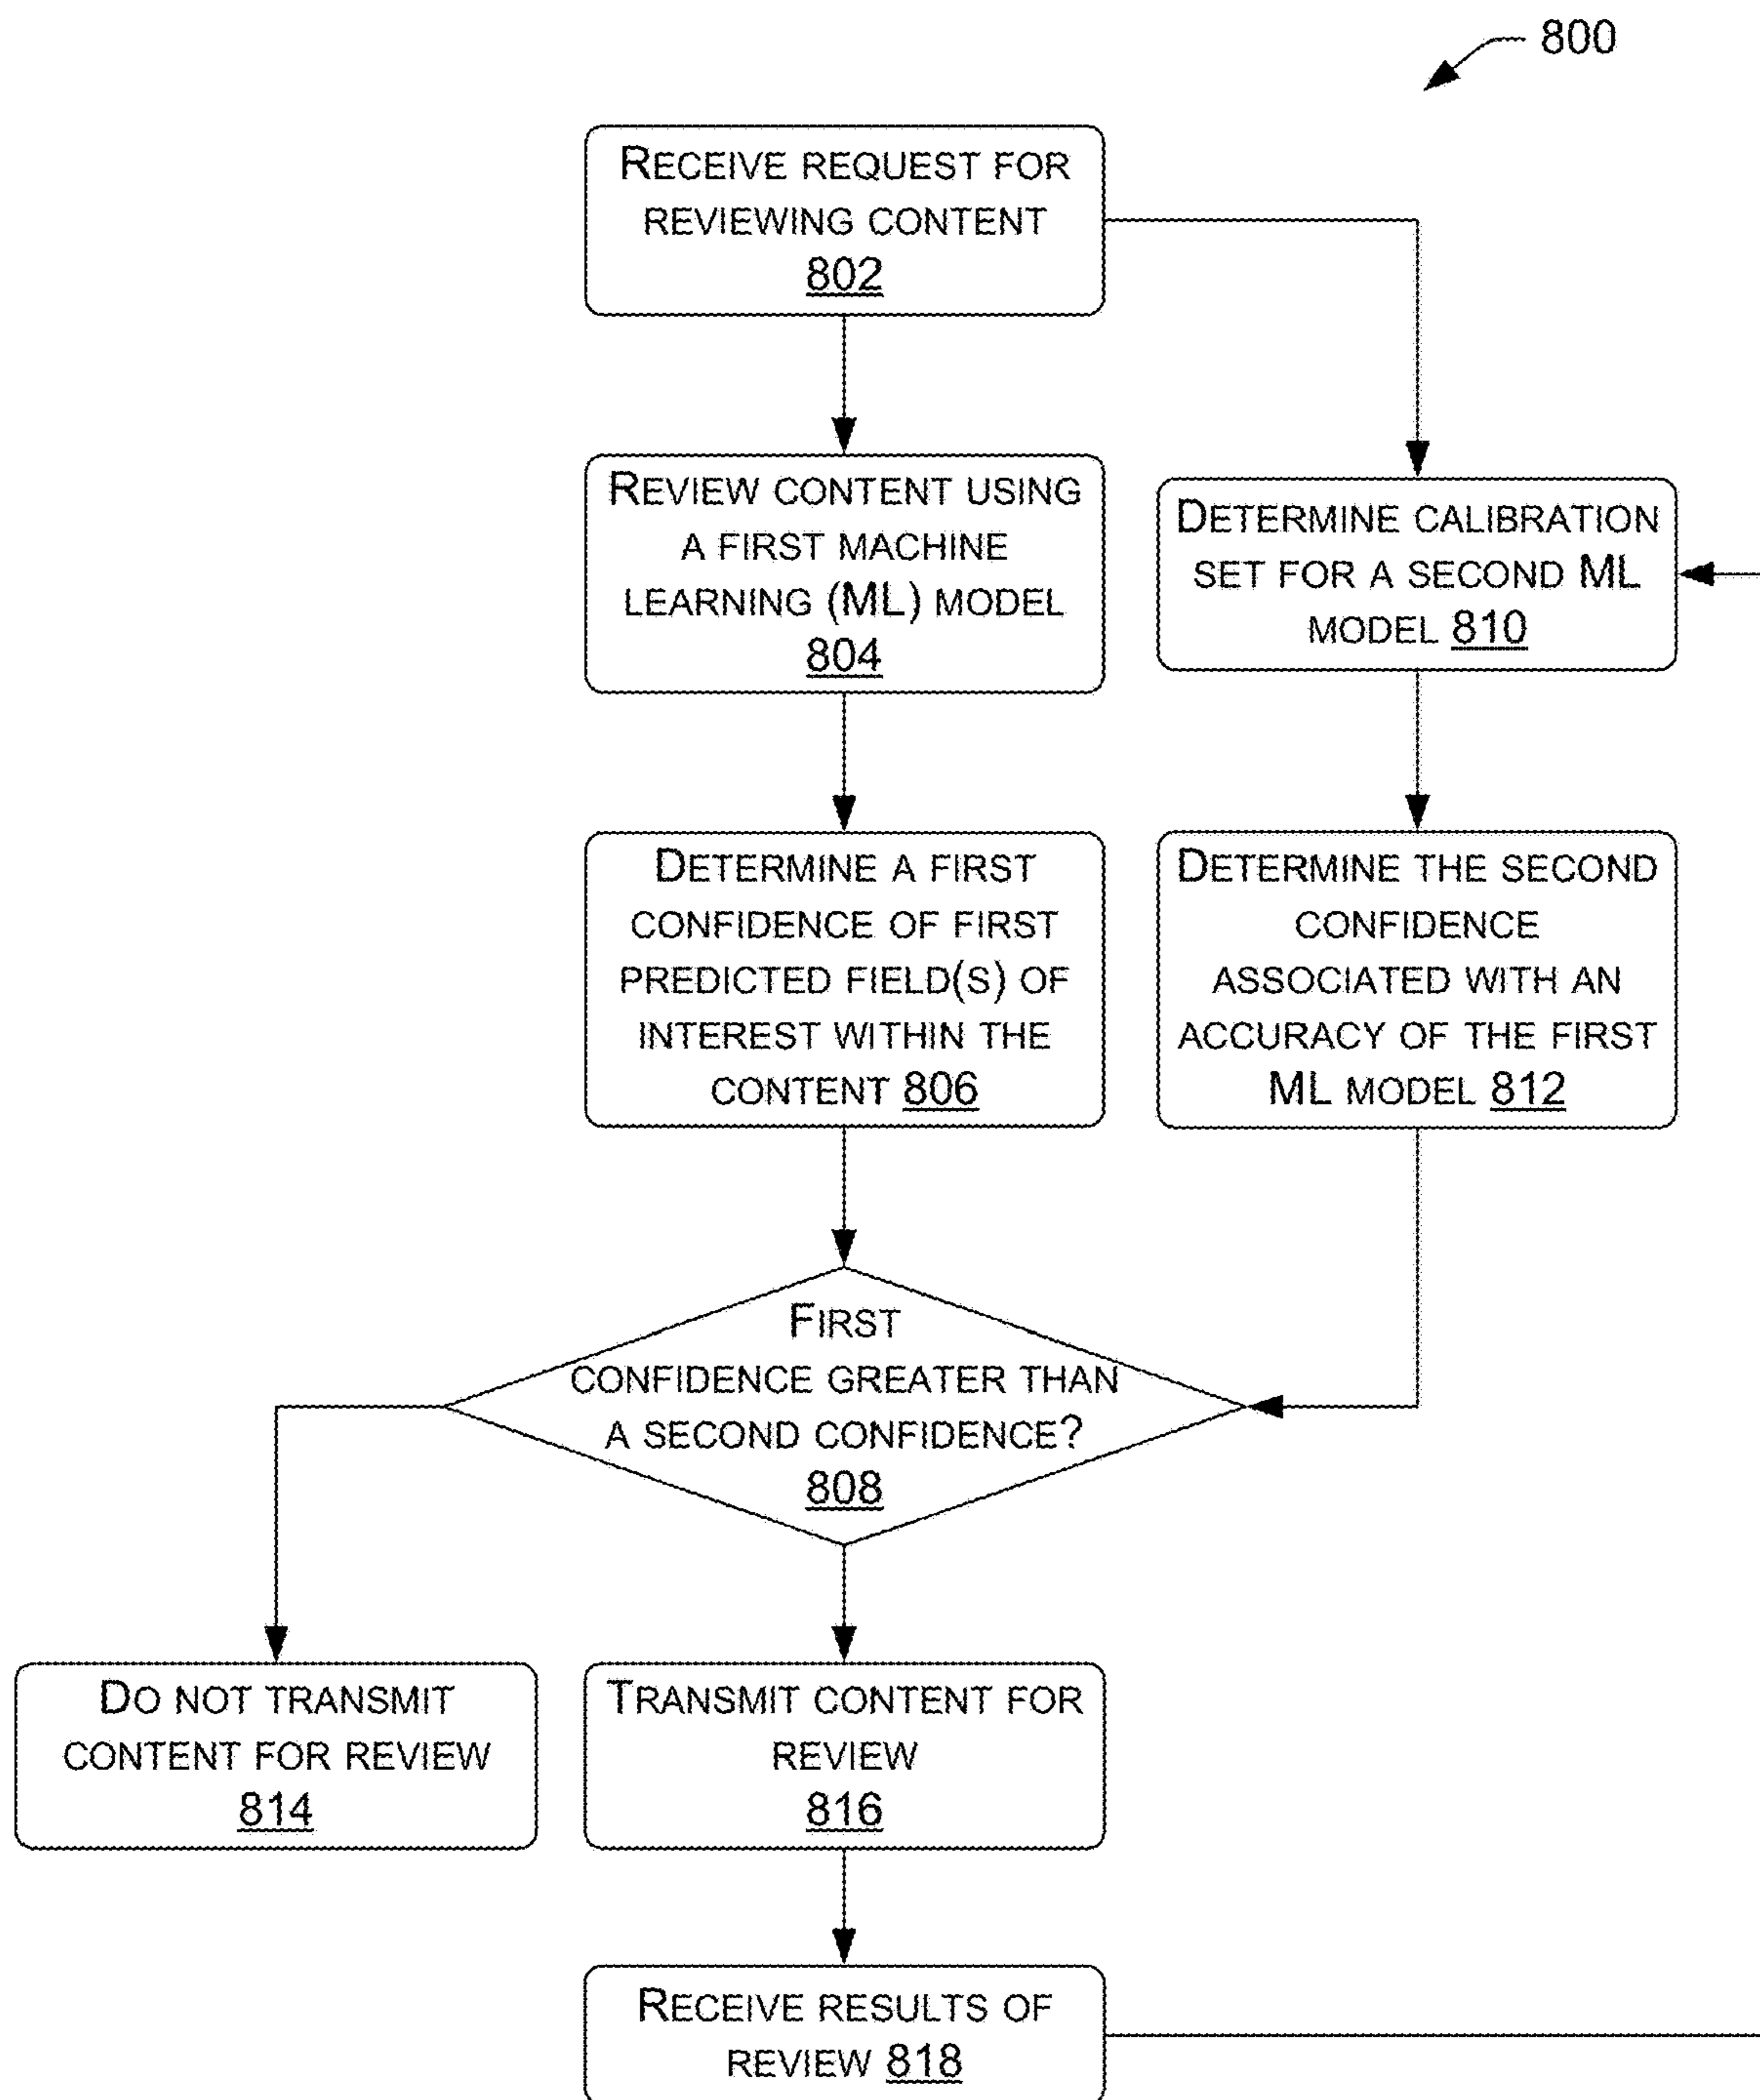 800
RECEIVE REQUEST FOR
REVIEWING CONTENT
802
REVIEW CONTENT USING
A FIRST MACHINE
LEARNING (ML) MODEL
804
DETERMINE CALIBRATION
SET FOR A SECOND ML
MODEL 810
DETERMINE A FIRST
CONFIDENCE OF FIRST
PREDICTED FIELD(S) OF
INTEREST WITHIN THE
CONTENT 806
DETERMINE THE SECOND
CONFIDENCE
ASSOCIATED WITH AN
ACCURACY OF THE FIRST
ML MODEL 812
FIRST
CONFIDENCE GREATER THAN
A SECOND CONFIDENCE?
808
DO NOT TRANSMIT
CONTENT FOR REVIEW
814
TRANSMIT CONTENT FOR
REVIEW
816
RECEIVE RESULTS OF
REVIEW 818